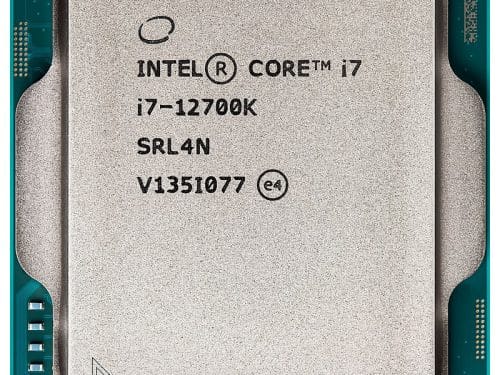 INTEL® CORE™ i7
i7-12700K
SRL4N
V135I077 e4